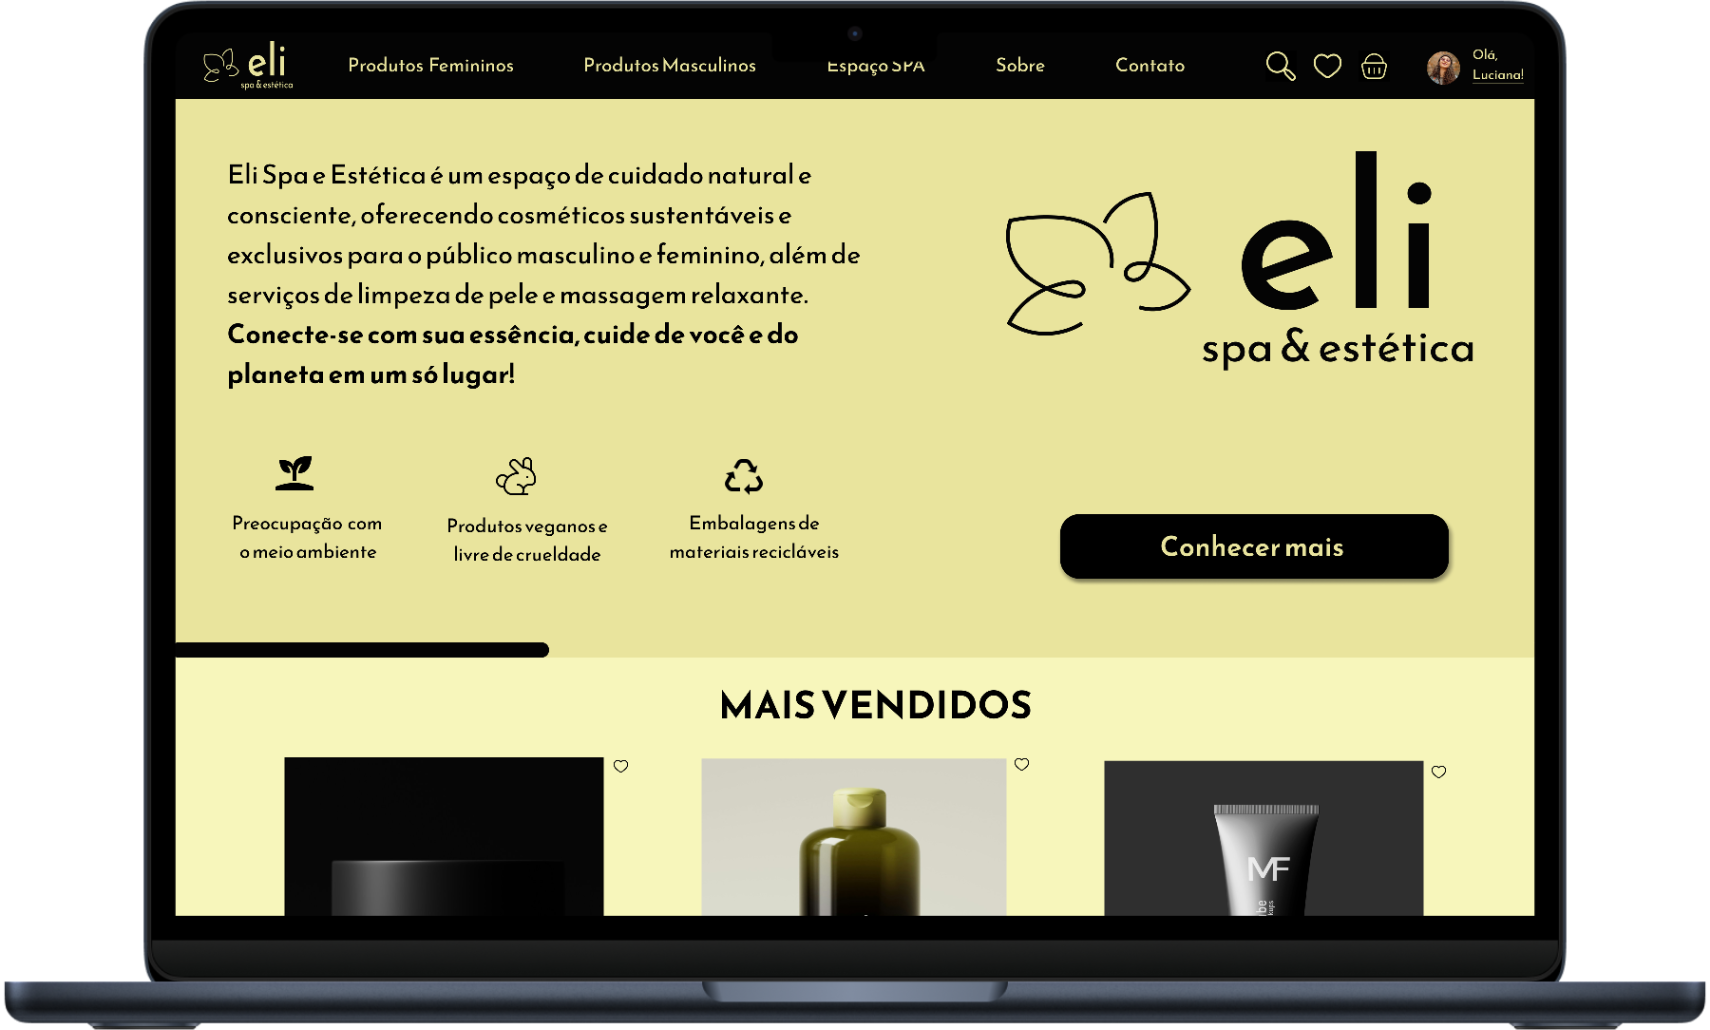 eli
spa & estética
Produtos Femininos
Produtos Masculinos
Espaço SPA
Sobre
Contato
Olá,
Luciana!
Eli Spa e Estética é um espaço de cuidado natural e
consciente, oferecendo cosméticos sustentáveis e
exclusivos para o público masculino e feminino, além de
serviços de limpeza de pele e massagem relaxante.
Conecte-se com sua essência, cuide de você e do
planeta em um só lugar!
eli
spa & estética
Preocupação com
o meio ambiente
Produtos veganos e
livre de crueldade
Embalagens de
materiais recicláveis
Conhecer mais
MAIS VENDIDOS
MF